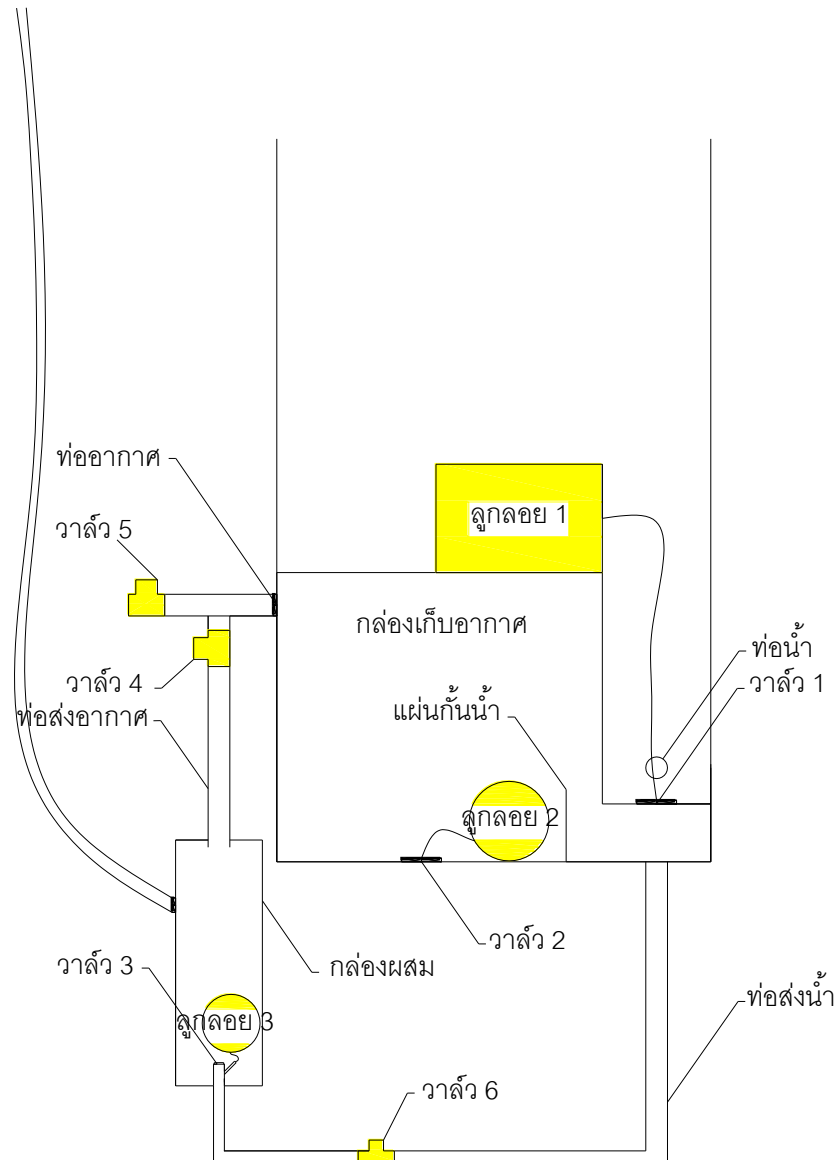 ท่ออากาศ
ลูกลอย 1
วาล์ว 5
กล่องเก็บอากาศ
ท่อน้ำ
วาล์ว 4
วาล์ว 1
ท่อส่งอากาศ
แผ่นกั้นน้ำ
ลูกลอย 2
วาล์ว 2
วาล์ว 3
กล่องผสม
ท่อส่งน้ำ
ลูกลอย 3
วาล์ว 6